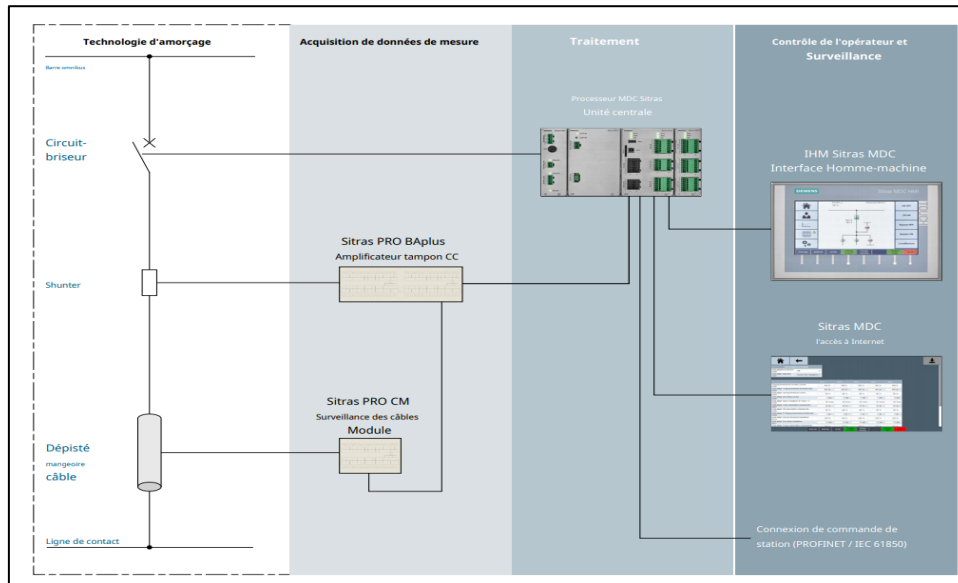 Technologie d'amorçage
Acquisition de données de mesure
Traitement
Contrôle de l'opérateur et
Surveillance
Barre omnibus
Processeur MDC Sitras
Unité centrale
Circuit-
briseur
IHM Sitras MDC
Interface Homme-machine
SIEMENS
Sitras MDC HMI
Sitras PRO BAplus
Amplificateur tampon CC
Shunter
Sitras MDC
l'accès à Internet
Sitras PRO CM
Surveillance des câbles
Module
Dépisté
mangeoire
câble
Connexion de commande de
station (PROFINET / IEC 61850)
Ligne de contact